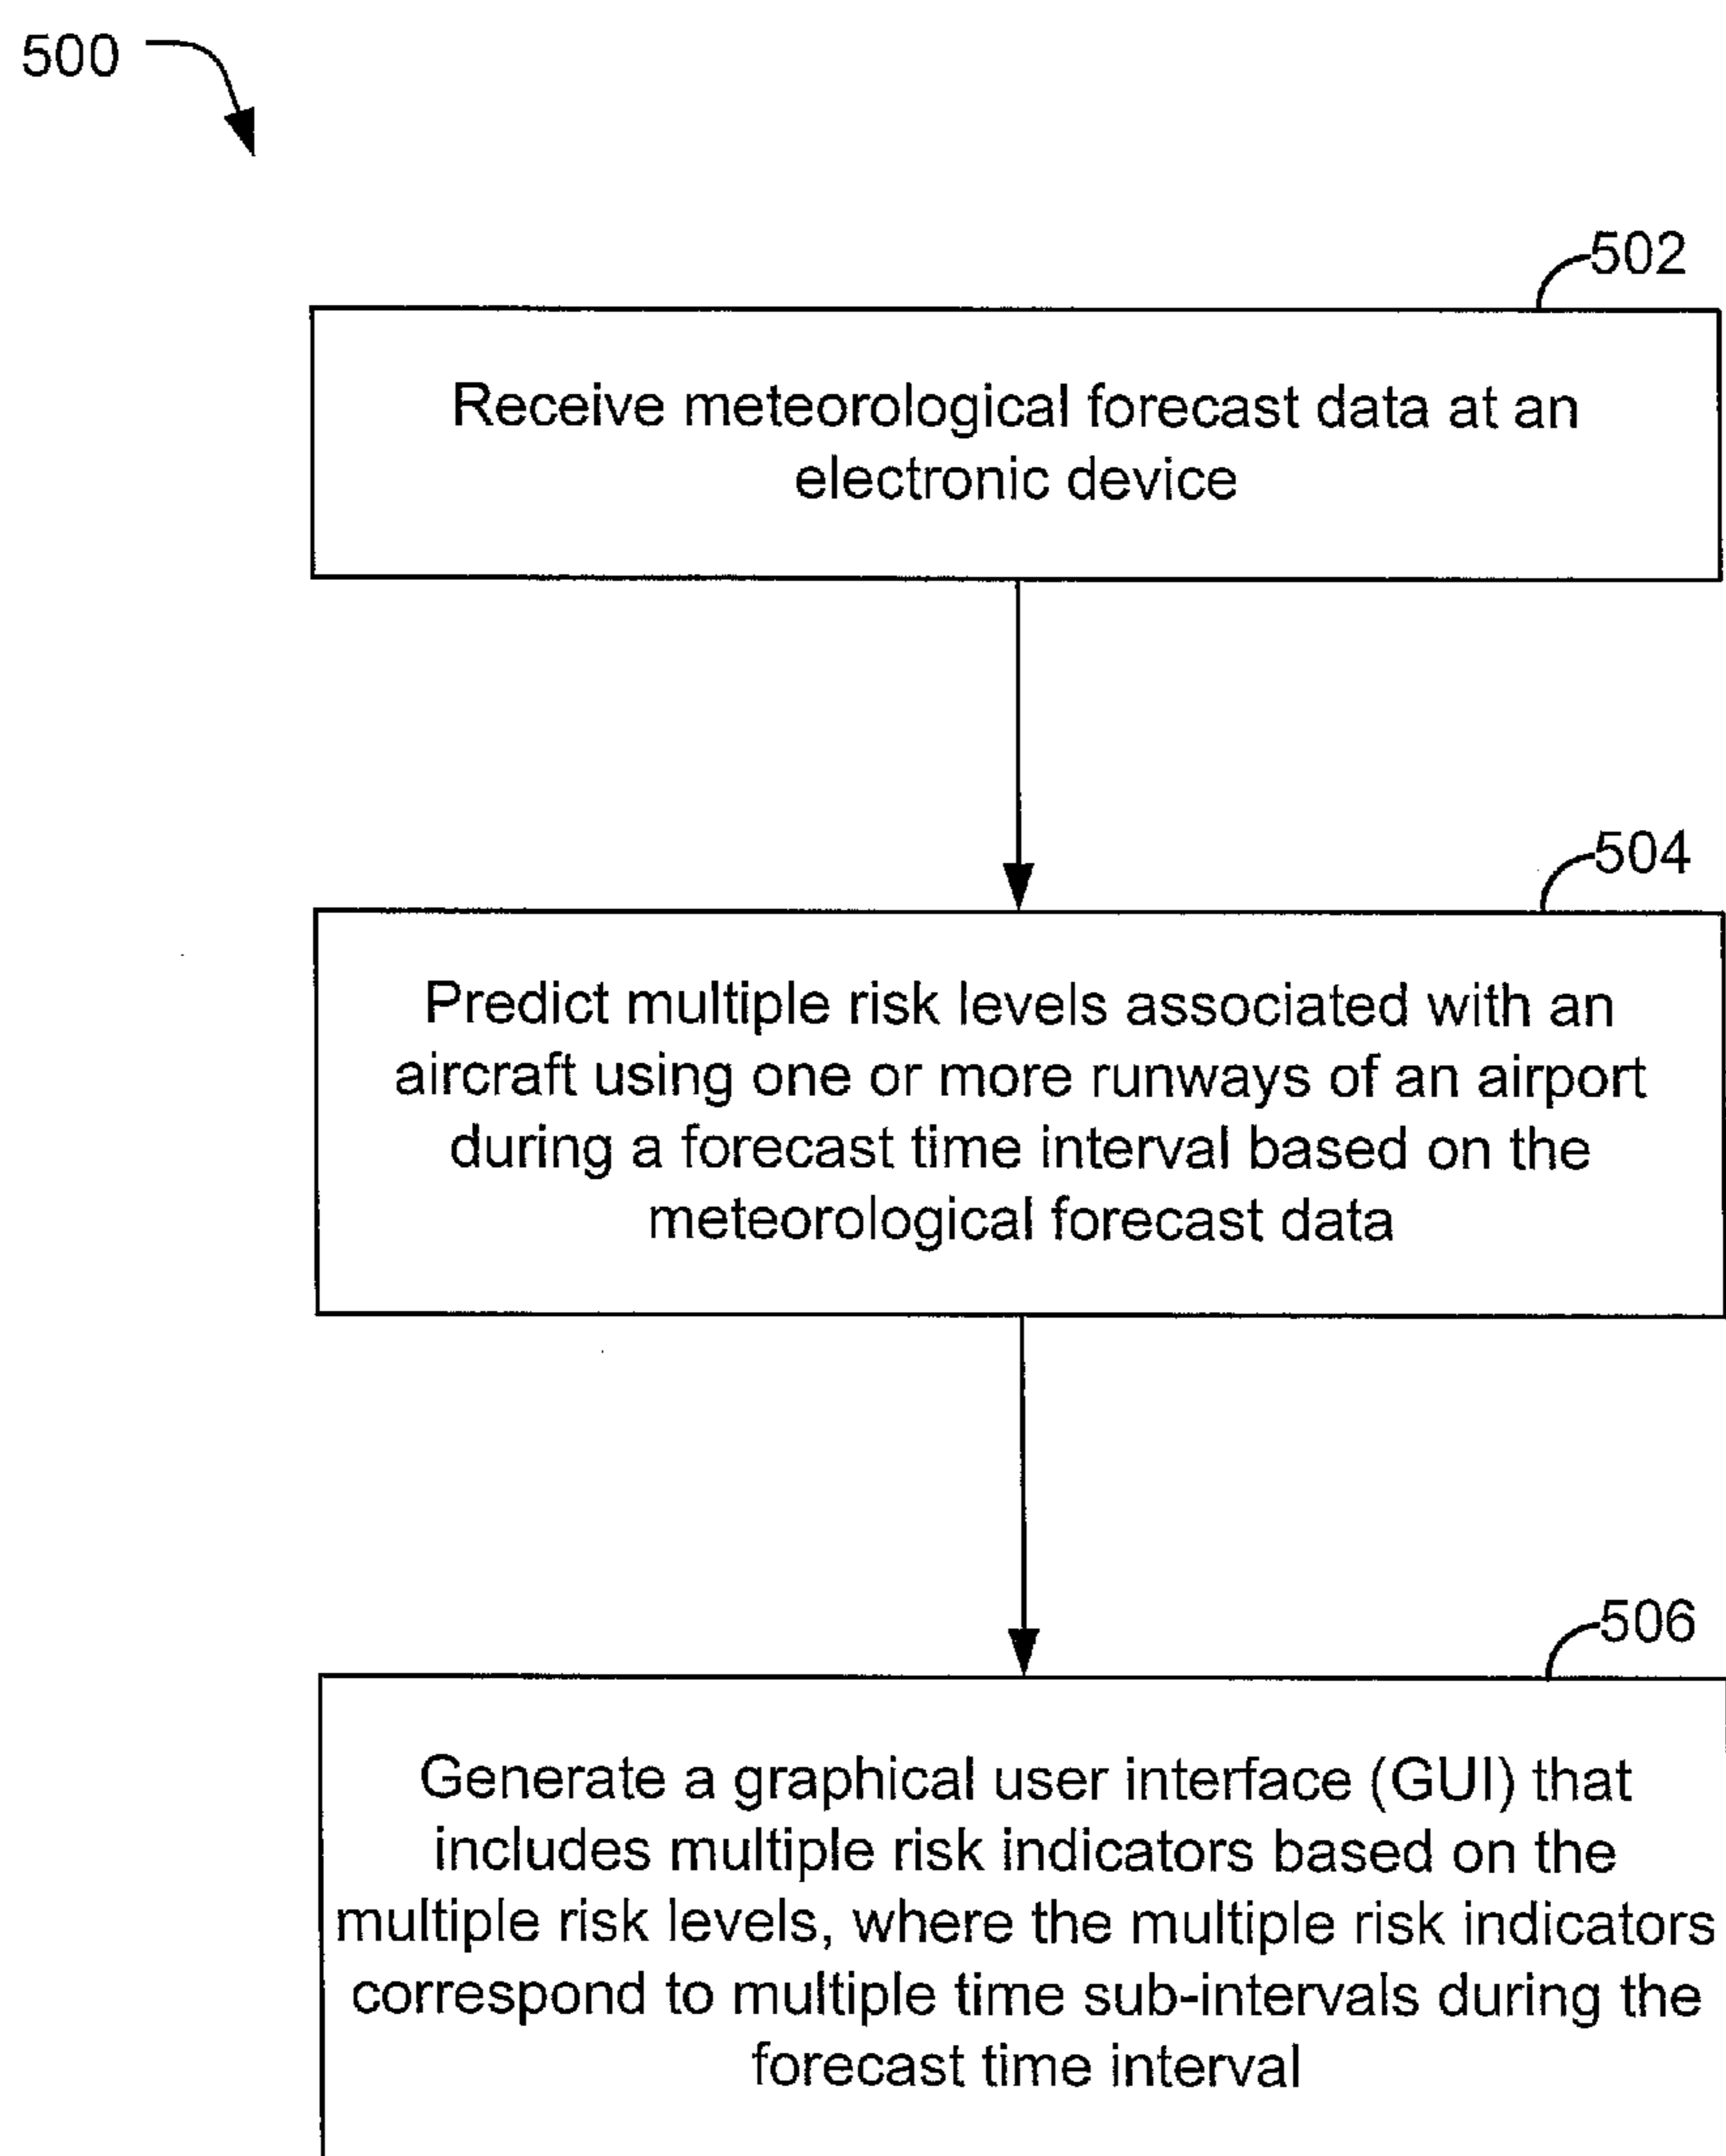 500
502
Receive meteorological forecast data at an
electronic device
504
Predict multiple risk levels associated with an
aircraft using one or more runways of an airport
during a forecast time interval based on the
meteorological forecast data
506
Generate a graphical user interface (GUI) that
includes multiple risk indicators based on the
multiple risk levels, where the multiple risk indicators
correspond to multiple time sub-intervals during the
forecast time interval